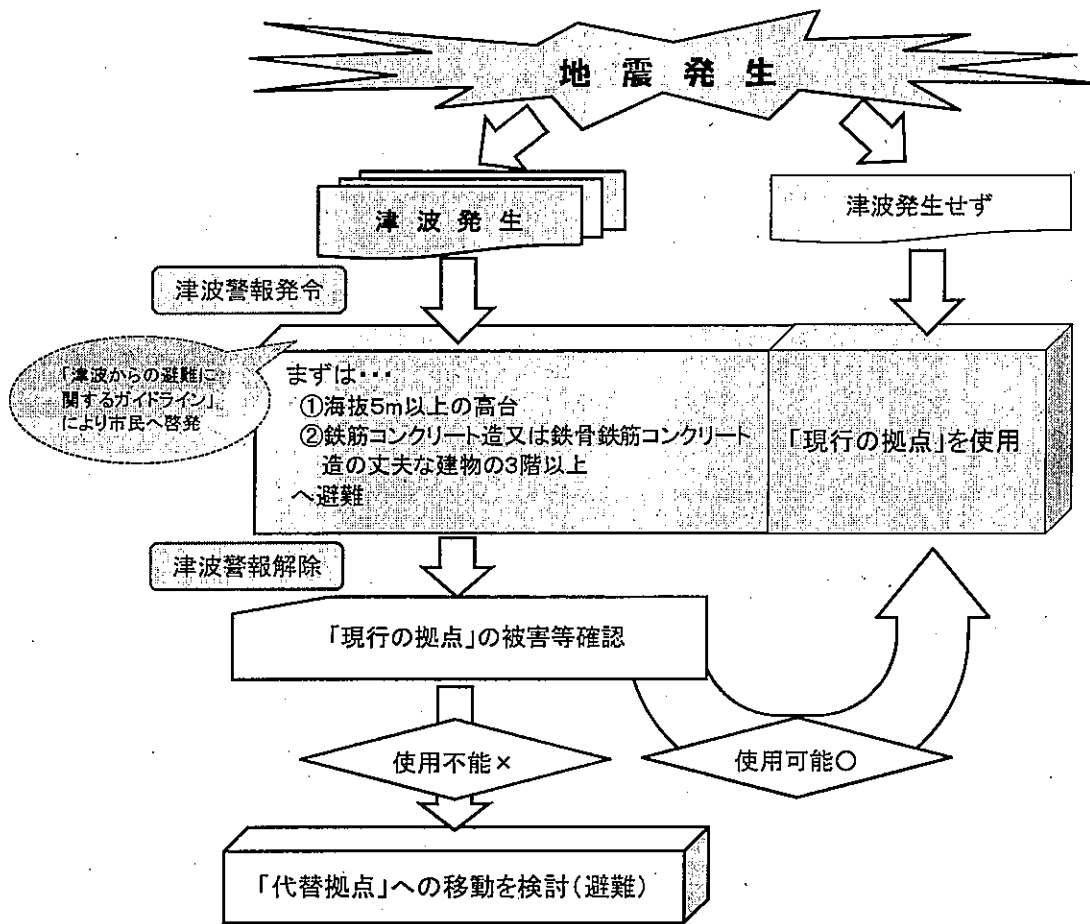 地震発生
津波発生
津波発生せず
津波警報発令
「津波からの避難に
関するガイドライン」
により市民へ啓発
まずは・・・
①海抜5m以上の高台
②鉄筋コンクリート造又は鉄骨鉄筋コンクリート
造の丈夫な建物の3階以上
へ避難
「現行の拠点」を使用
津波警報解除
「現行の拠点」の被害等確認
使用不能×
使用可能○
「代替拠点」への移動を検討(避難)